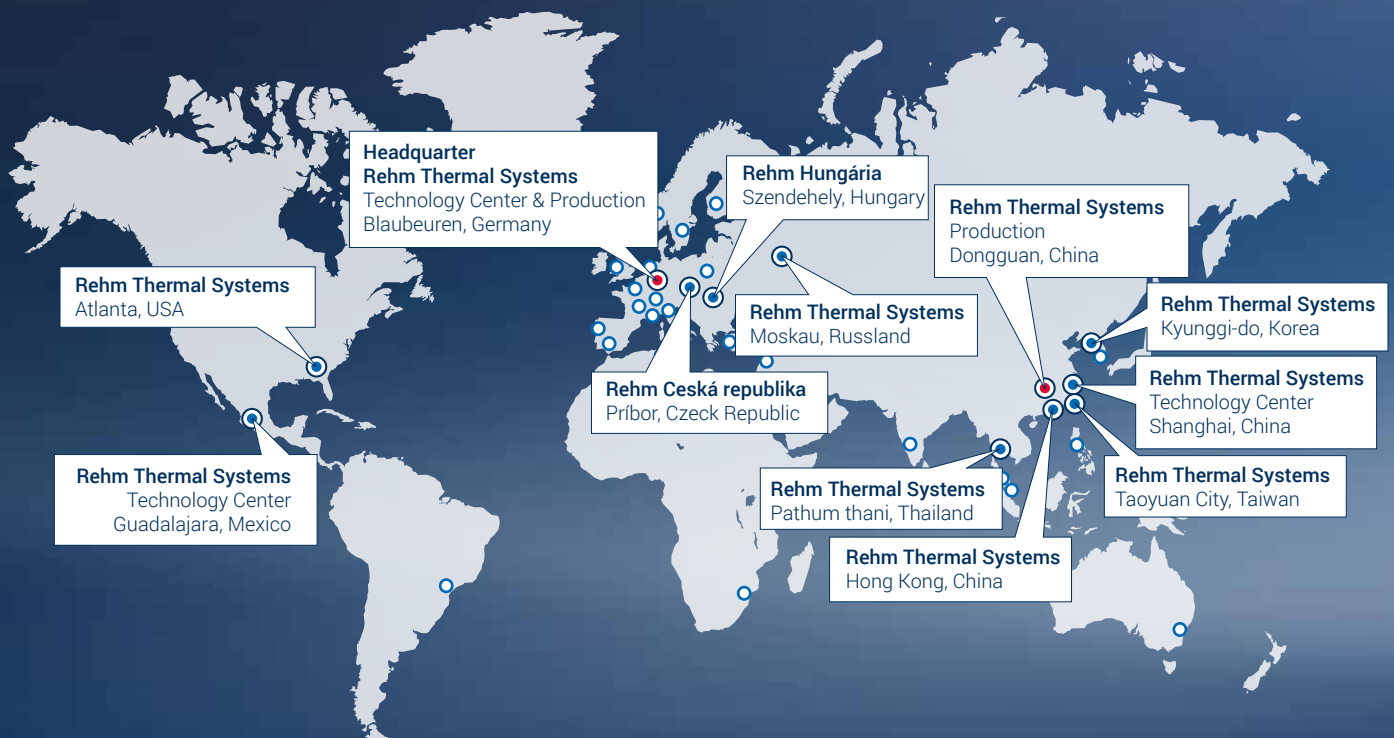 Headquarter
Rehm Thermal Systems
Technology Center & Production
Blaubeuren, Germany
Rehm Hungária
Szendehely, Hungary
Rehm Thermal Systems
Production
Dongguan, China
Rehm Thermal Systems
Atlanta, USA
Rehm Thermal Systems
Moskau, Russland
Rehm Thermal Systems
Kyunggi-do, Korea
Rehm Ceská republika
Príbor, Czeck Republic
Rehm Thermal Systems
Technology Center
Shanghai, China
Rehm Thermal Systems
Technology Center
Guadalajara, Mexico
Rehm Thermal Systems
Pathum thani, Thailand
Rehm Thermal Systems
Taoyuan City, Taiwan
Rehm Thermal Systems
Hong Kong, China